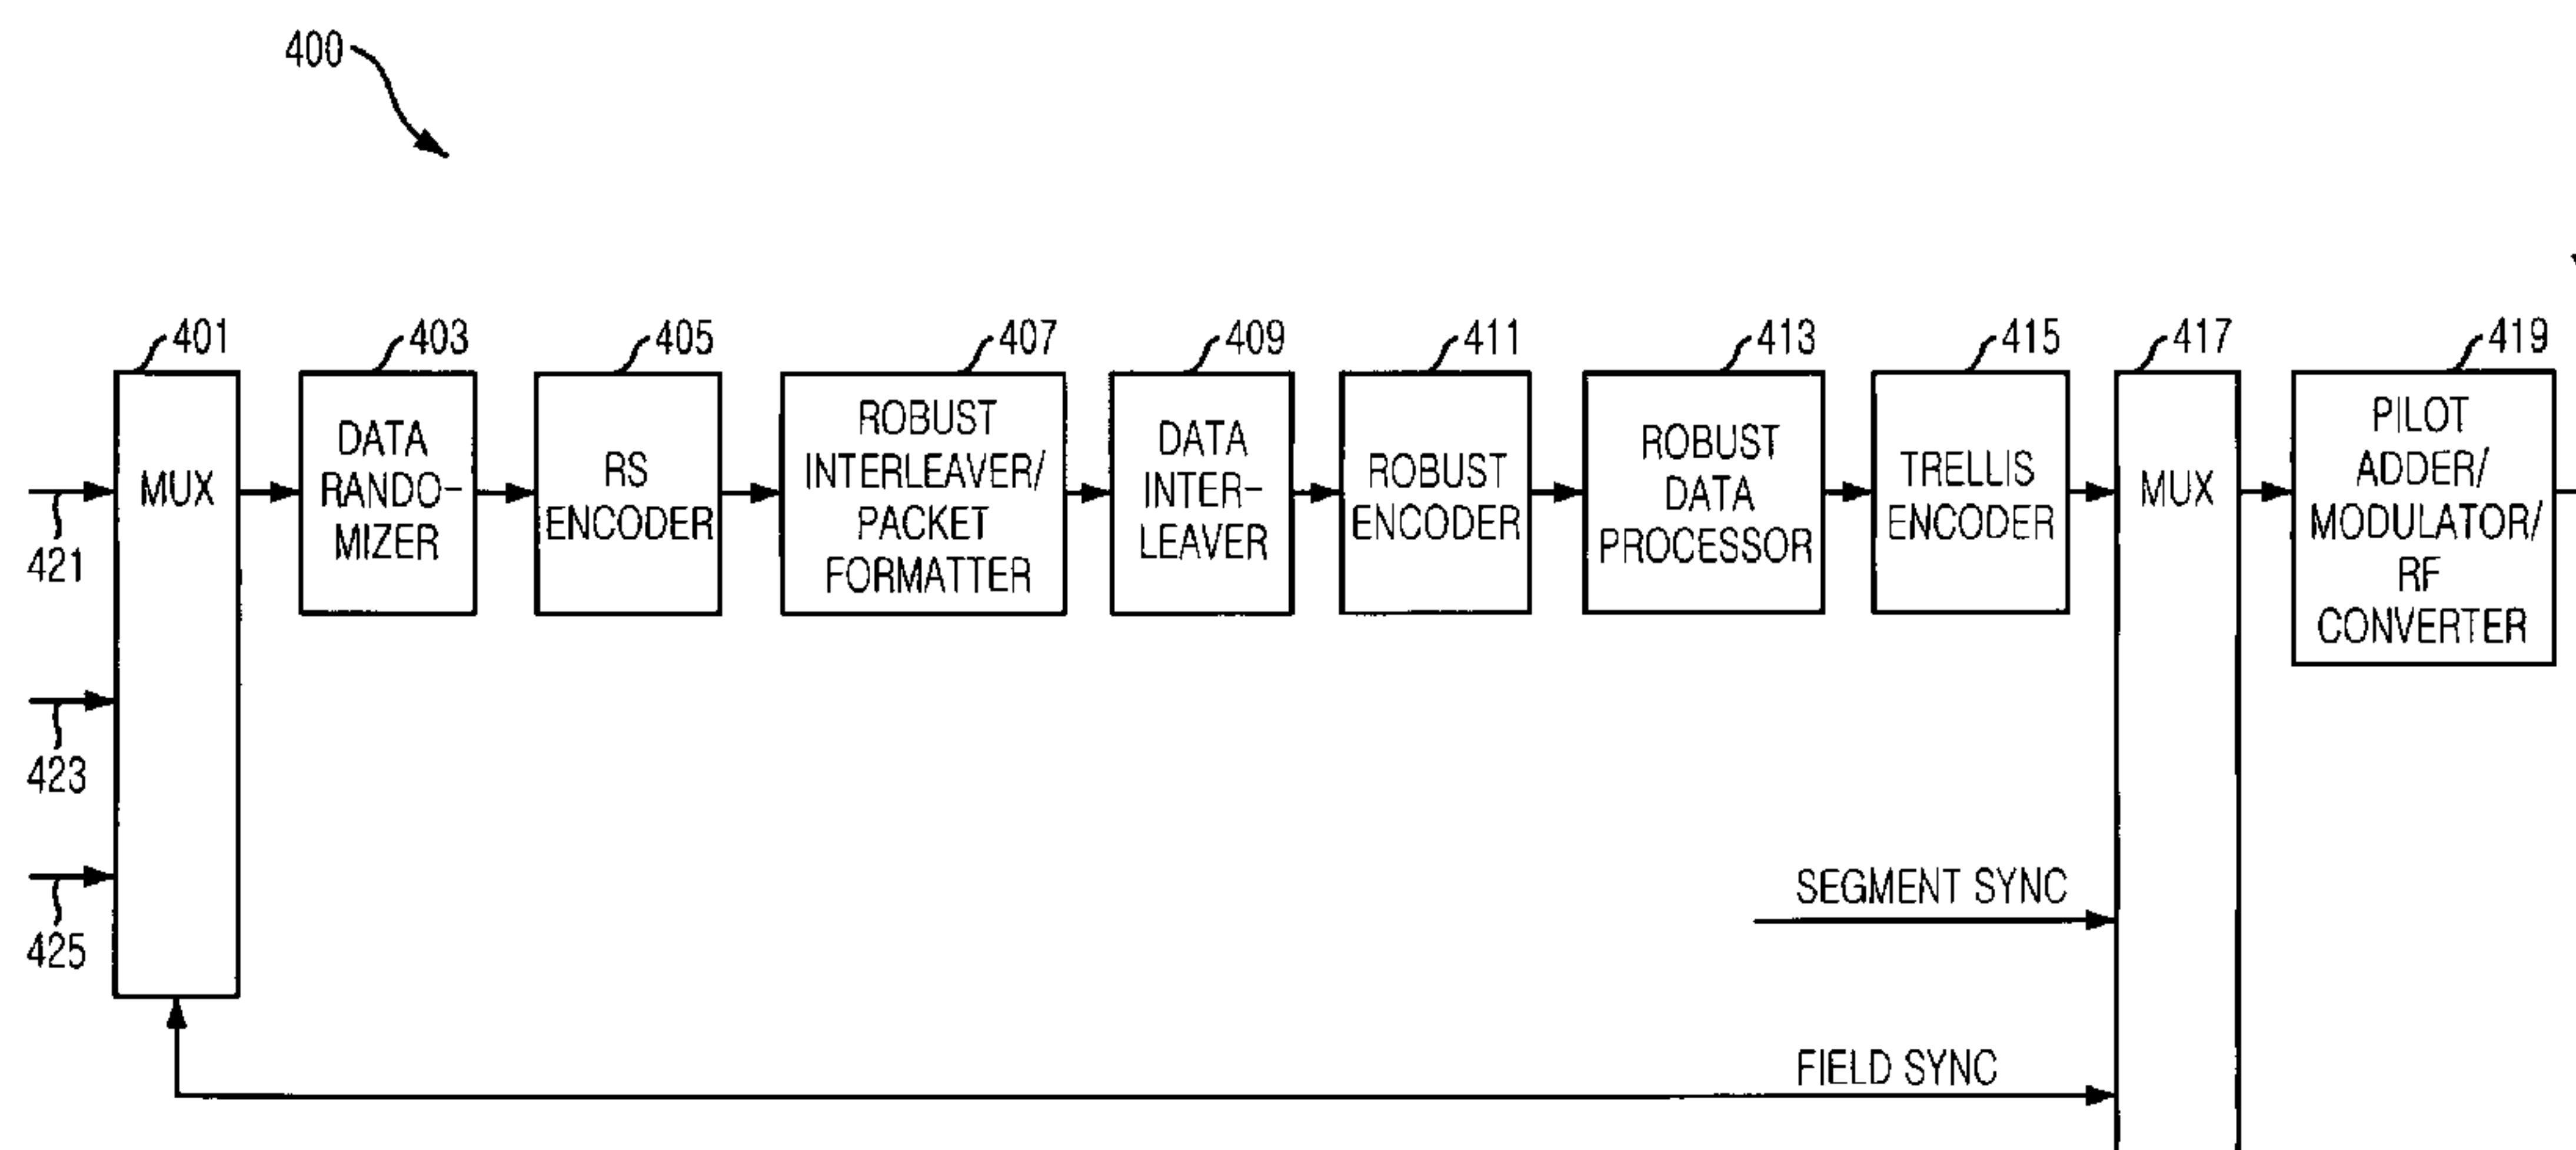 400
401
403
405
407
409
411
413
415
417
419
MUX
DATA
RANDO-
MIZER
RS
ENCODER
ROBUST
INTERLEAVER/
PACKET
FORMATTER
DATA
INTER-
LEAVER
ROBUST
ENCODER
ROBUST
DATA
PROCESSOR
TRELLIS
ENCODER
MUX
PILOT
ADDER/
MODULATOR/
RF
CONVERTER
421
423
425
SEGMENT SYNC
FIELD SYNC